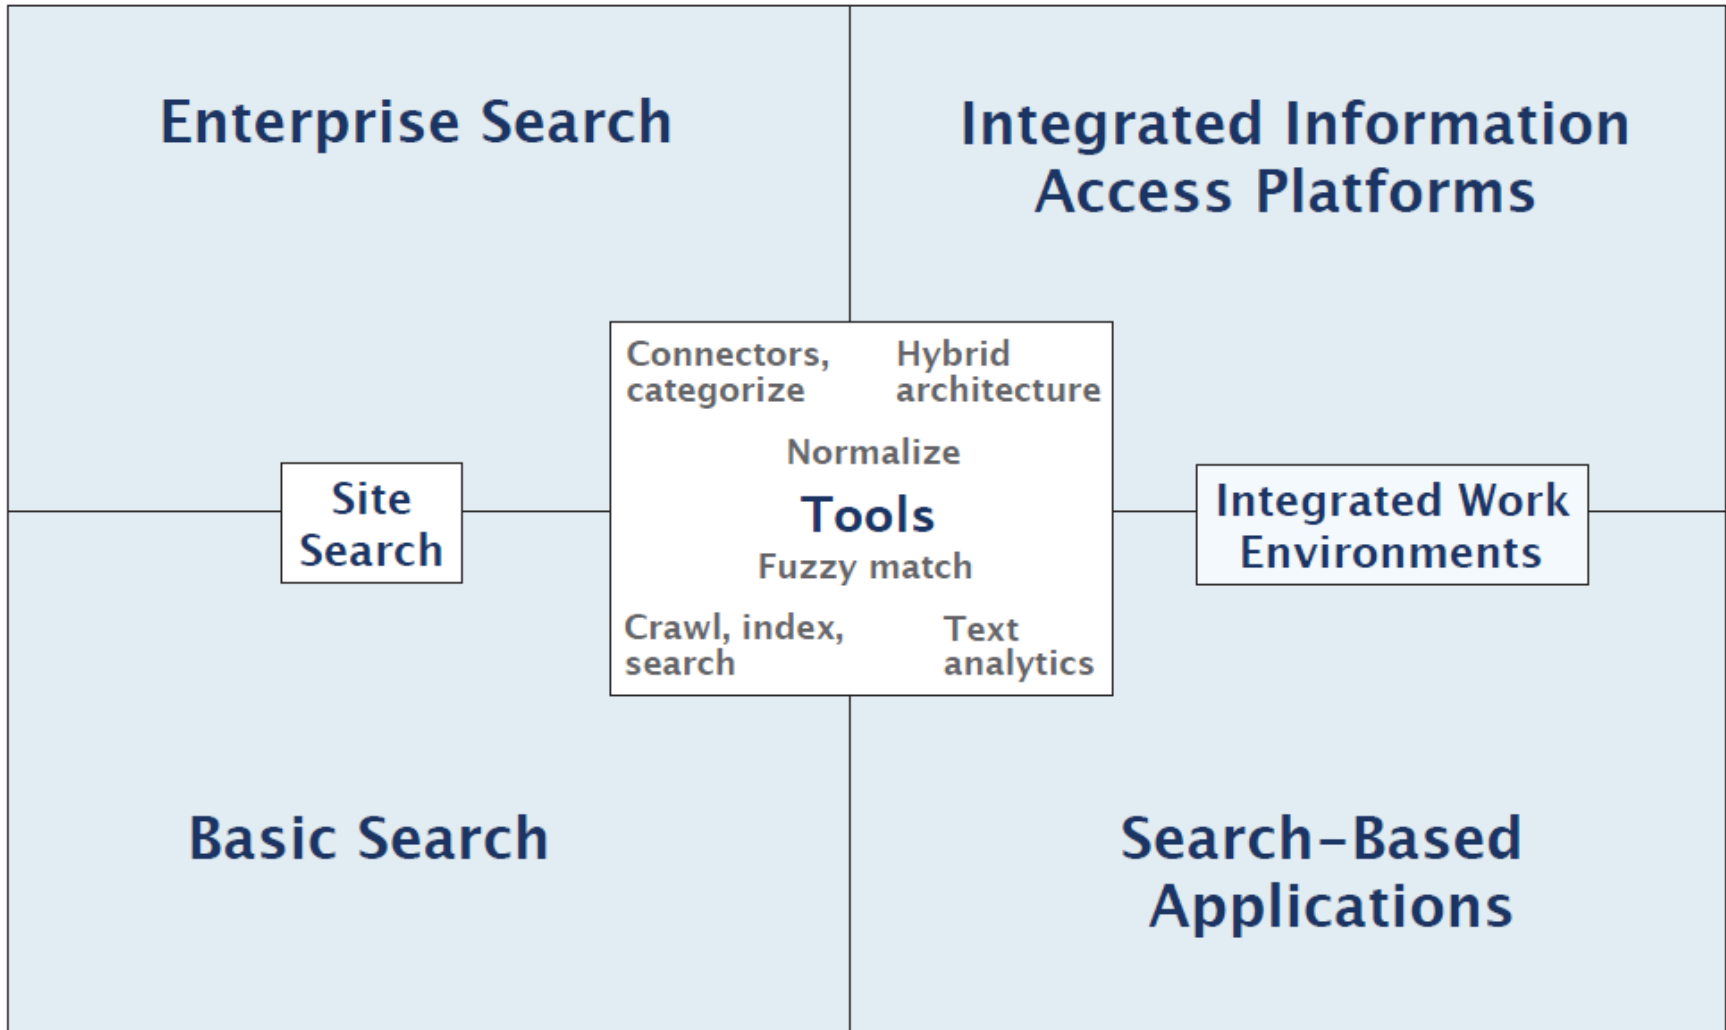 Enterprise Search
Integrated Information
Access Platforms
Connectors,
categorize
Hybrid
architecture
Normalize
Site
Search
Tools
Integrated Work
Environments
Fuzzy match
Crawl, index,
search
Text
analytics
Basic Search
Search-Based
Applications